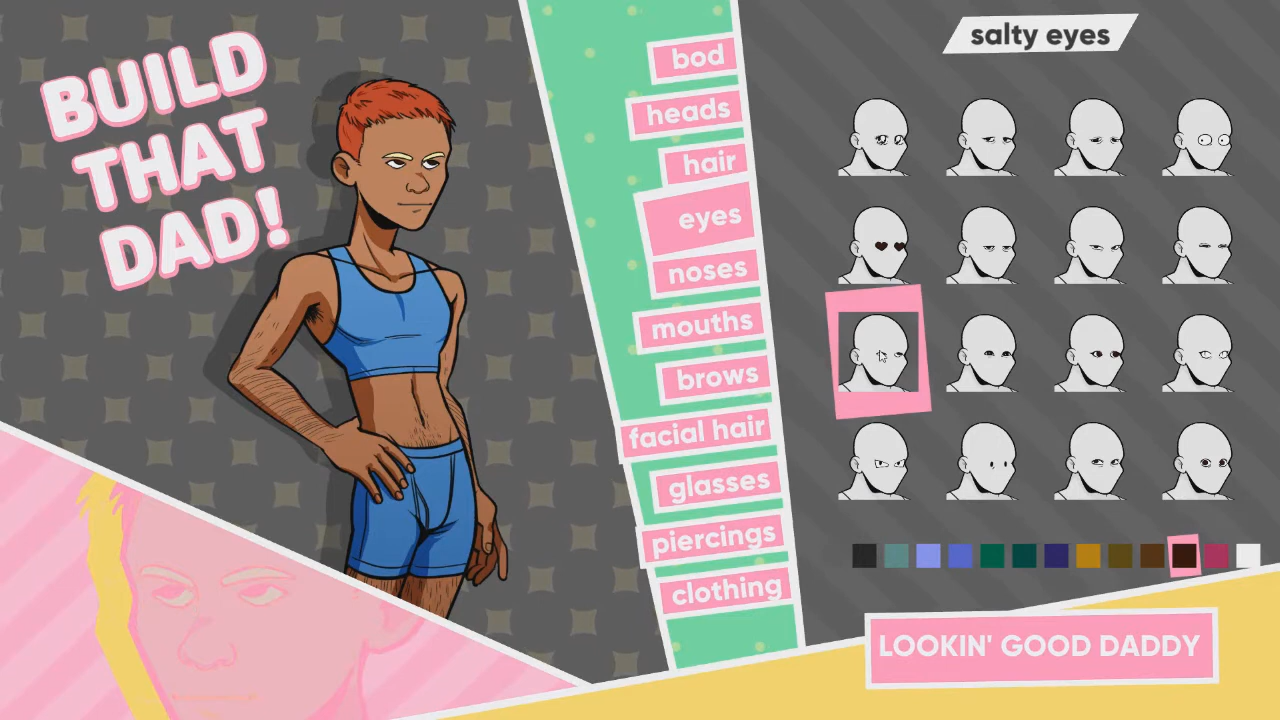 BUILD
THAT
DAD!
bod
heads
hair
eyes
noses
mouths
brows
facial hair
glasses
piercings
clothing
salty eyes
LOOKIN' GOOD DADDY